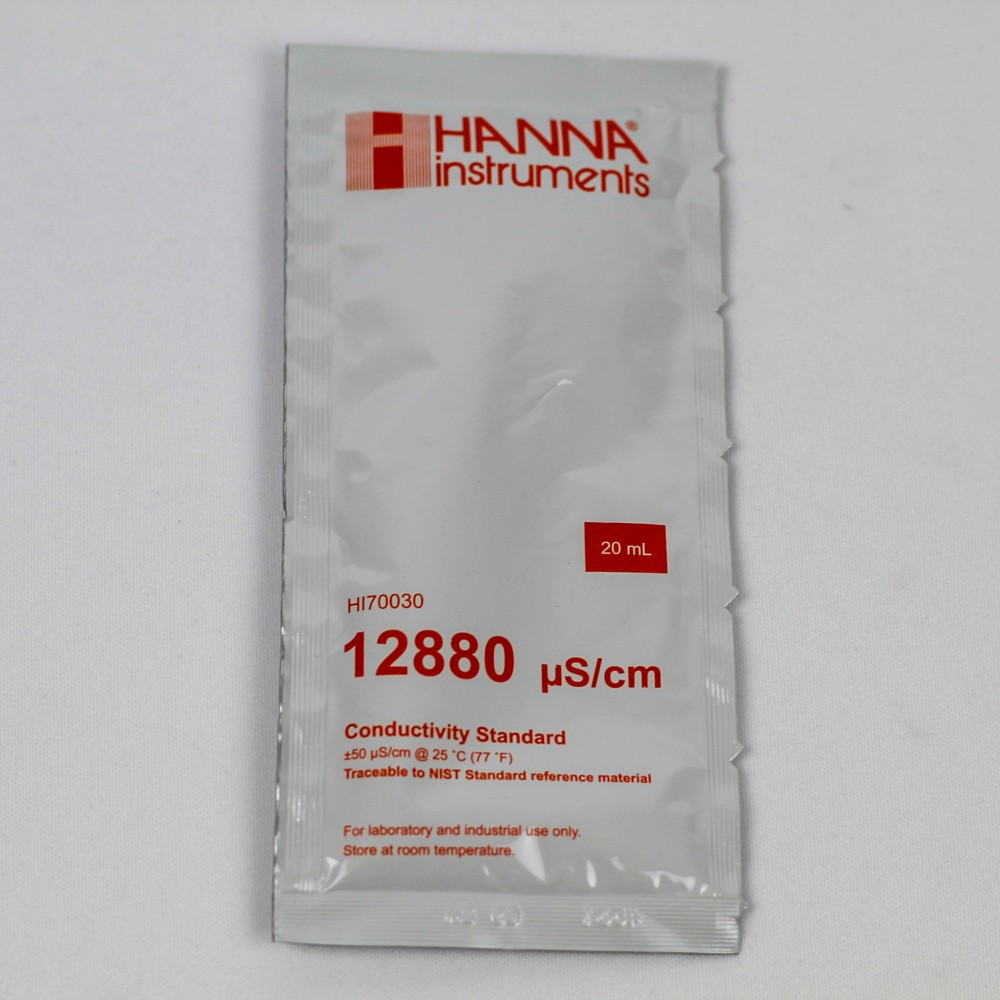 HANNA®
instruments
20 mL
HI70030
12880 µS/cm
Conductivity Standard
±50 µS/cm @ 25 ˚C (77 ˚F)
Traceable to NIST Standard reference material
For laboratory and industrial use only.
Store at room temperature.